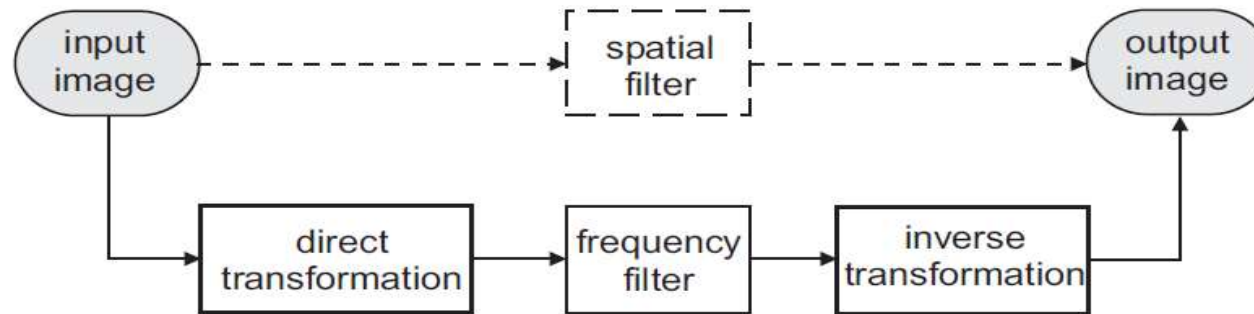 input
image
spatial
filter
output
image
direct
transformation
frequency
filter
inverse
transformation